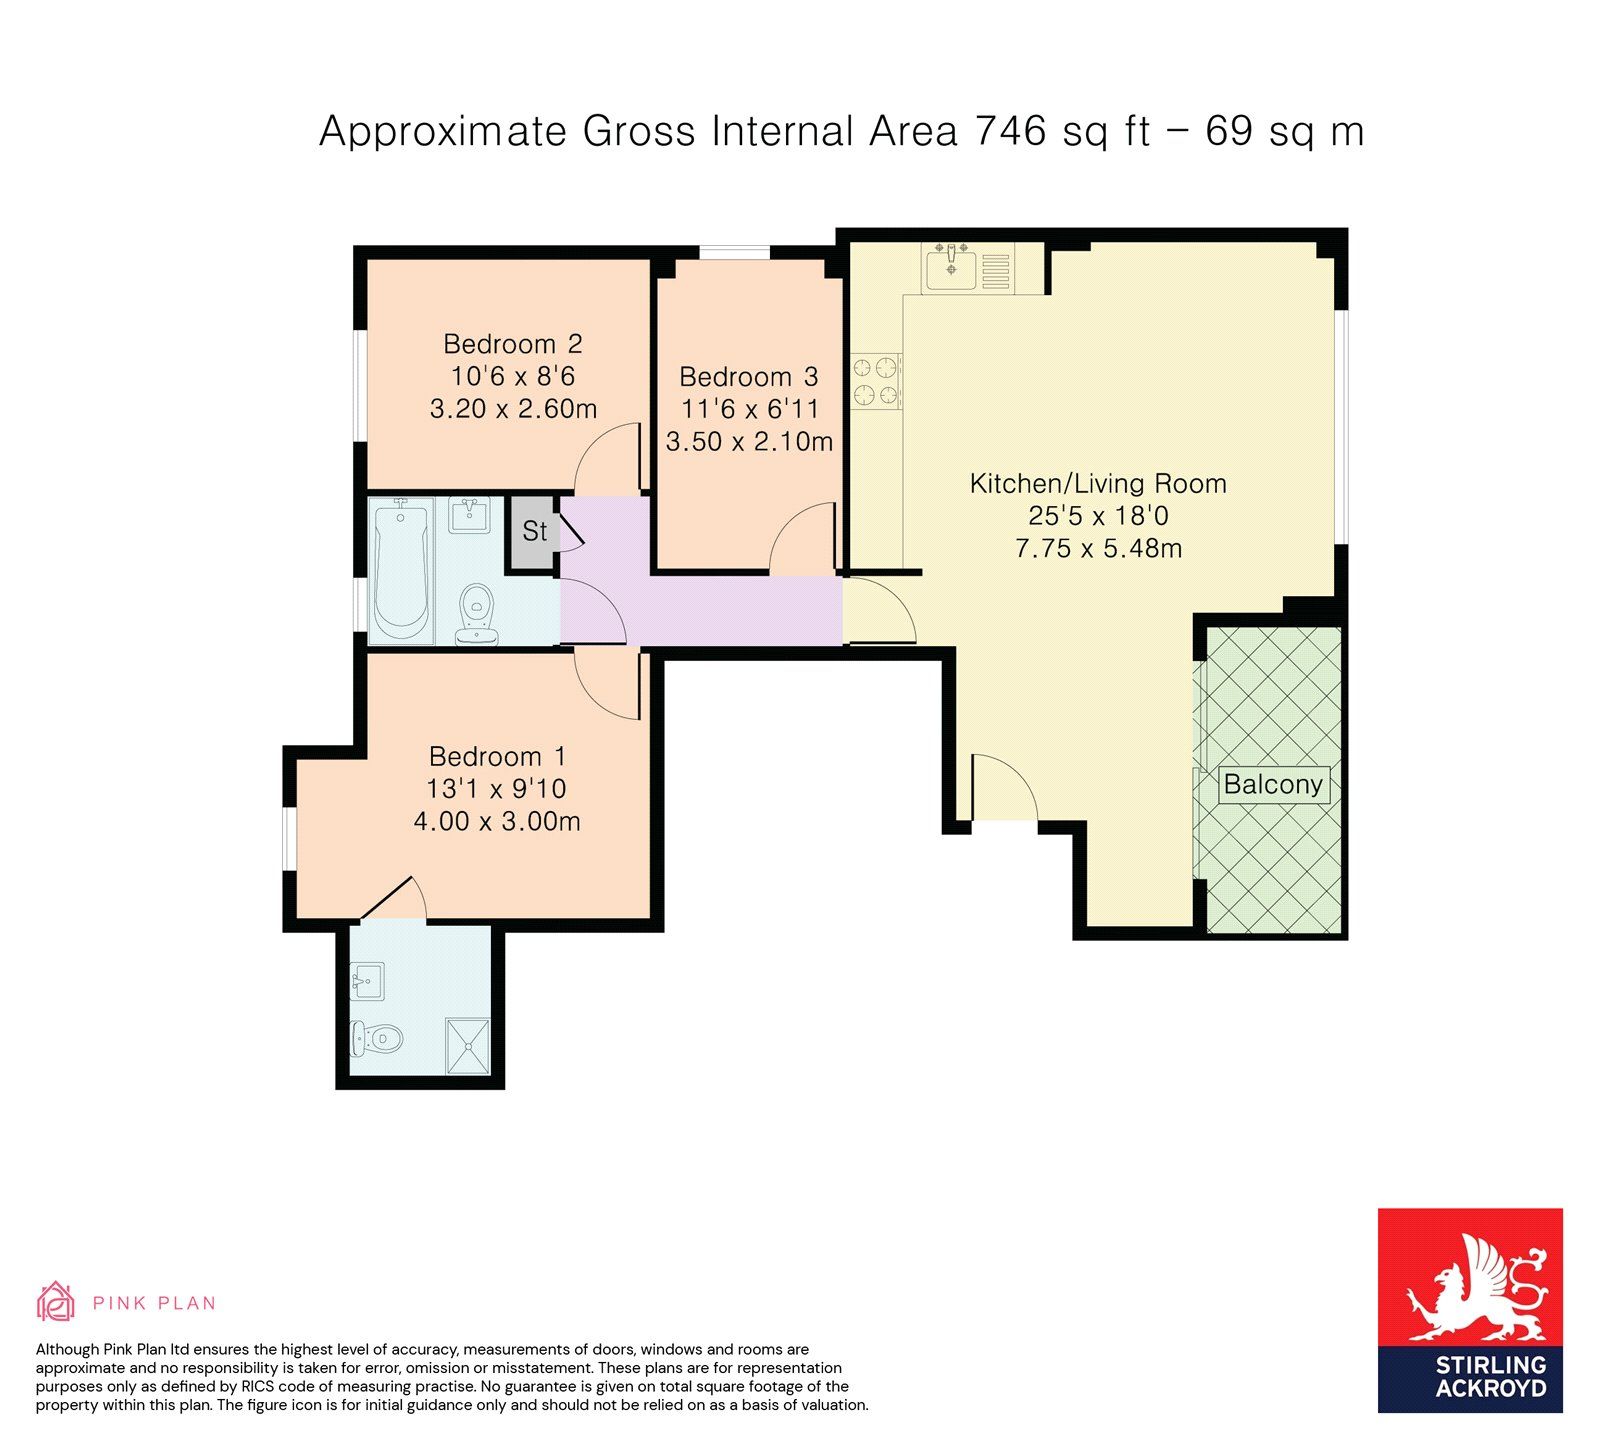 Approximate Gross Internal Area 746 sq ft – 69 sq m
Bedroom 2
10'6 x 8'6
3.20 x 2.60m
Bedroom 3
11'6 x 6'11
3.50 x 2.10m
Kitchen/Living Room
25'5 x 18'0
7.75 x 5.48m
St
Bedroom 1
13'1 x 9'10
4.00 x 3.00m
Balcony
PINK PLAN
Although Pink Plan ltd ensures the highest level of accuracy, measurements of doors, windows and rooms are
approximate and no responsibility is taken for error, omission or misstatement. These plans are for representation
purposes only as defined by RICS code of measuring practise. No guarantee is given on total square footage of the
property within this plan. The figure icon is for initial guidance only and should not be relied on as a basis of valuation.
STIRLING
ACKROYD